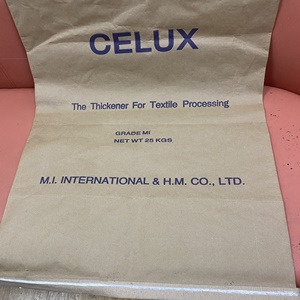 CELUX
The Thickener For Textile Processing
GRADE MI
NET WT 25 KGS.
M.I. INTERNATIONAL & H.M. CO., LTD.